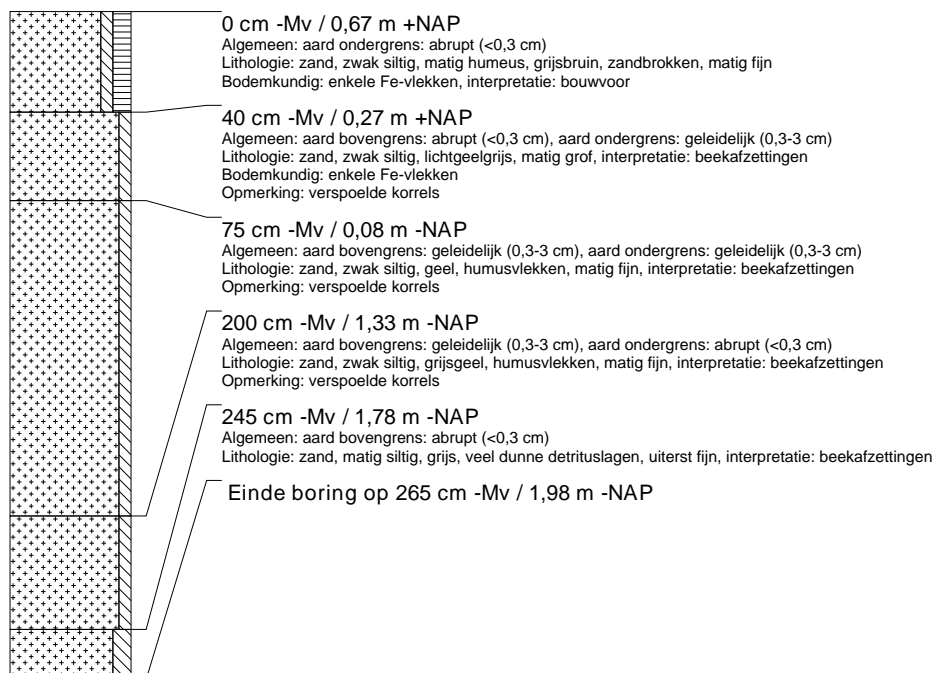 0 cm -Mv / 0,67 m +NAP
Algemeen: aard ondergrens: abrupt (<0,3 cm)
Lithologie: zand, zwak siltig, matig humeus, grijsbruin, zandbrokken, matig fijn
Bodemkundig: enkele Fe-vlekken, interpretatie: bouwvoor
40 cm -Mv / 0,27 m +NAP
Algemeen: aard bovengrens: abrupt (<0,3 cm), aard ondergrens: geleidelijk (0,3-3 cm)
Lithologie: zand, zwak siltig, lichtgeelgrijs, matig grof, interpretatie: beekafzettingen
Bodemkundig: enkele Fe-vlekken
Opmerking: verspoelde korrels
75 cm -Mv / 0,08 m -NAP
Algemeen: aard bovengrens: geleidelijk (0,3-3 cm), aard ondergrens: geleidelijk (0,3-3 cm)
Lithologie: zand, zwak siltig, geel, humusvlekken, matig fijn, interpretatie: beekafzettingen
Opmerking: verspoelde korrels
200 cm -Mv / 1,33 m -NAP
Algemeen: aard bovengrens: geleidelijk (0,3-3 cm), aard ondergrens: abrupt (<0,3 cm)
Lithologie: zand, zwak siltig, grijsgeel, humusvlekken, matig fijn, interpretatie: beekafzettingen
Opmerking: verspoelde korrels
245 cm -Mv / 1,78 m -NAP
Algemeen: aard bovengrens: abrupt (<0,3 cm)
Lithologie: zand, matig siltig, grijs, veel dunne detrituslagen, uiterst fijn, interpretatie: beekafzettingen
Einde boring op 265 cm -Mv / 1,98 m -NAP